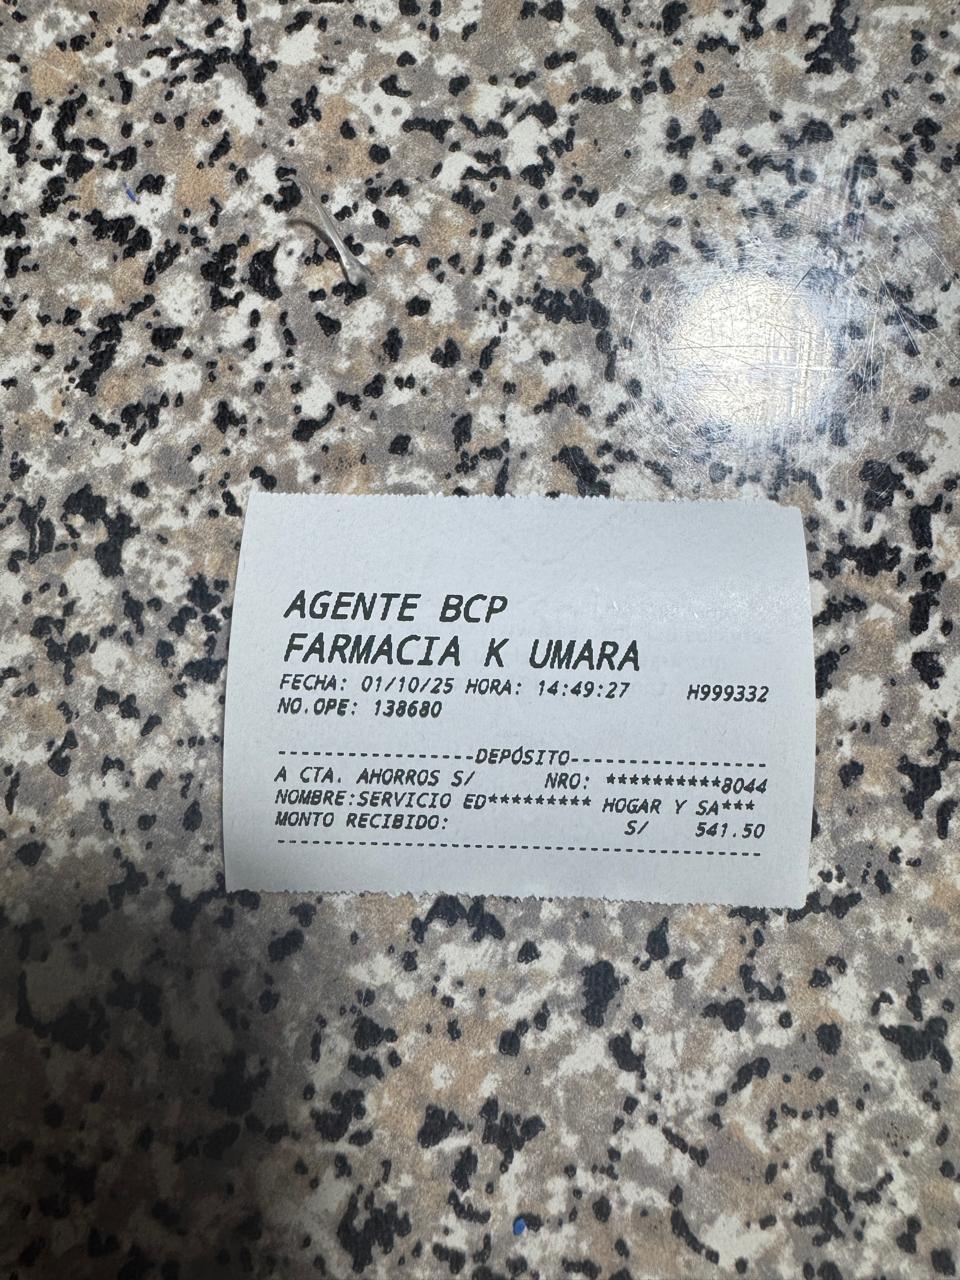 AGENTE BCP
FARMACIA K UMARA
FECHA: 01/10/25 HORA: 14:49:27 H999332
NO.OPE: 138680
-------------------DEPÓSITO-------------------
A CTA. AHORROS S/ NRO: **********8044
NOMBRE:SERVICIO ED********* HOGAR Y SA***
MONTO RECIBIDO: S/ 541.50
----------------------------------------------